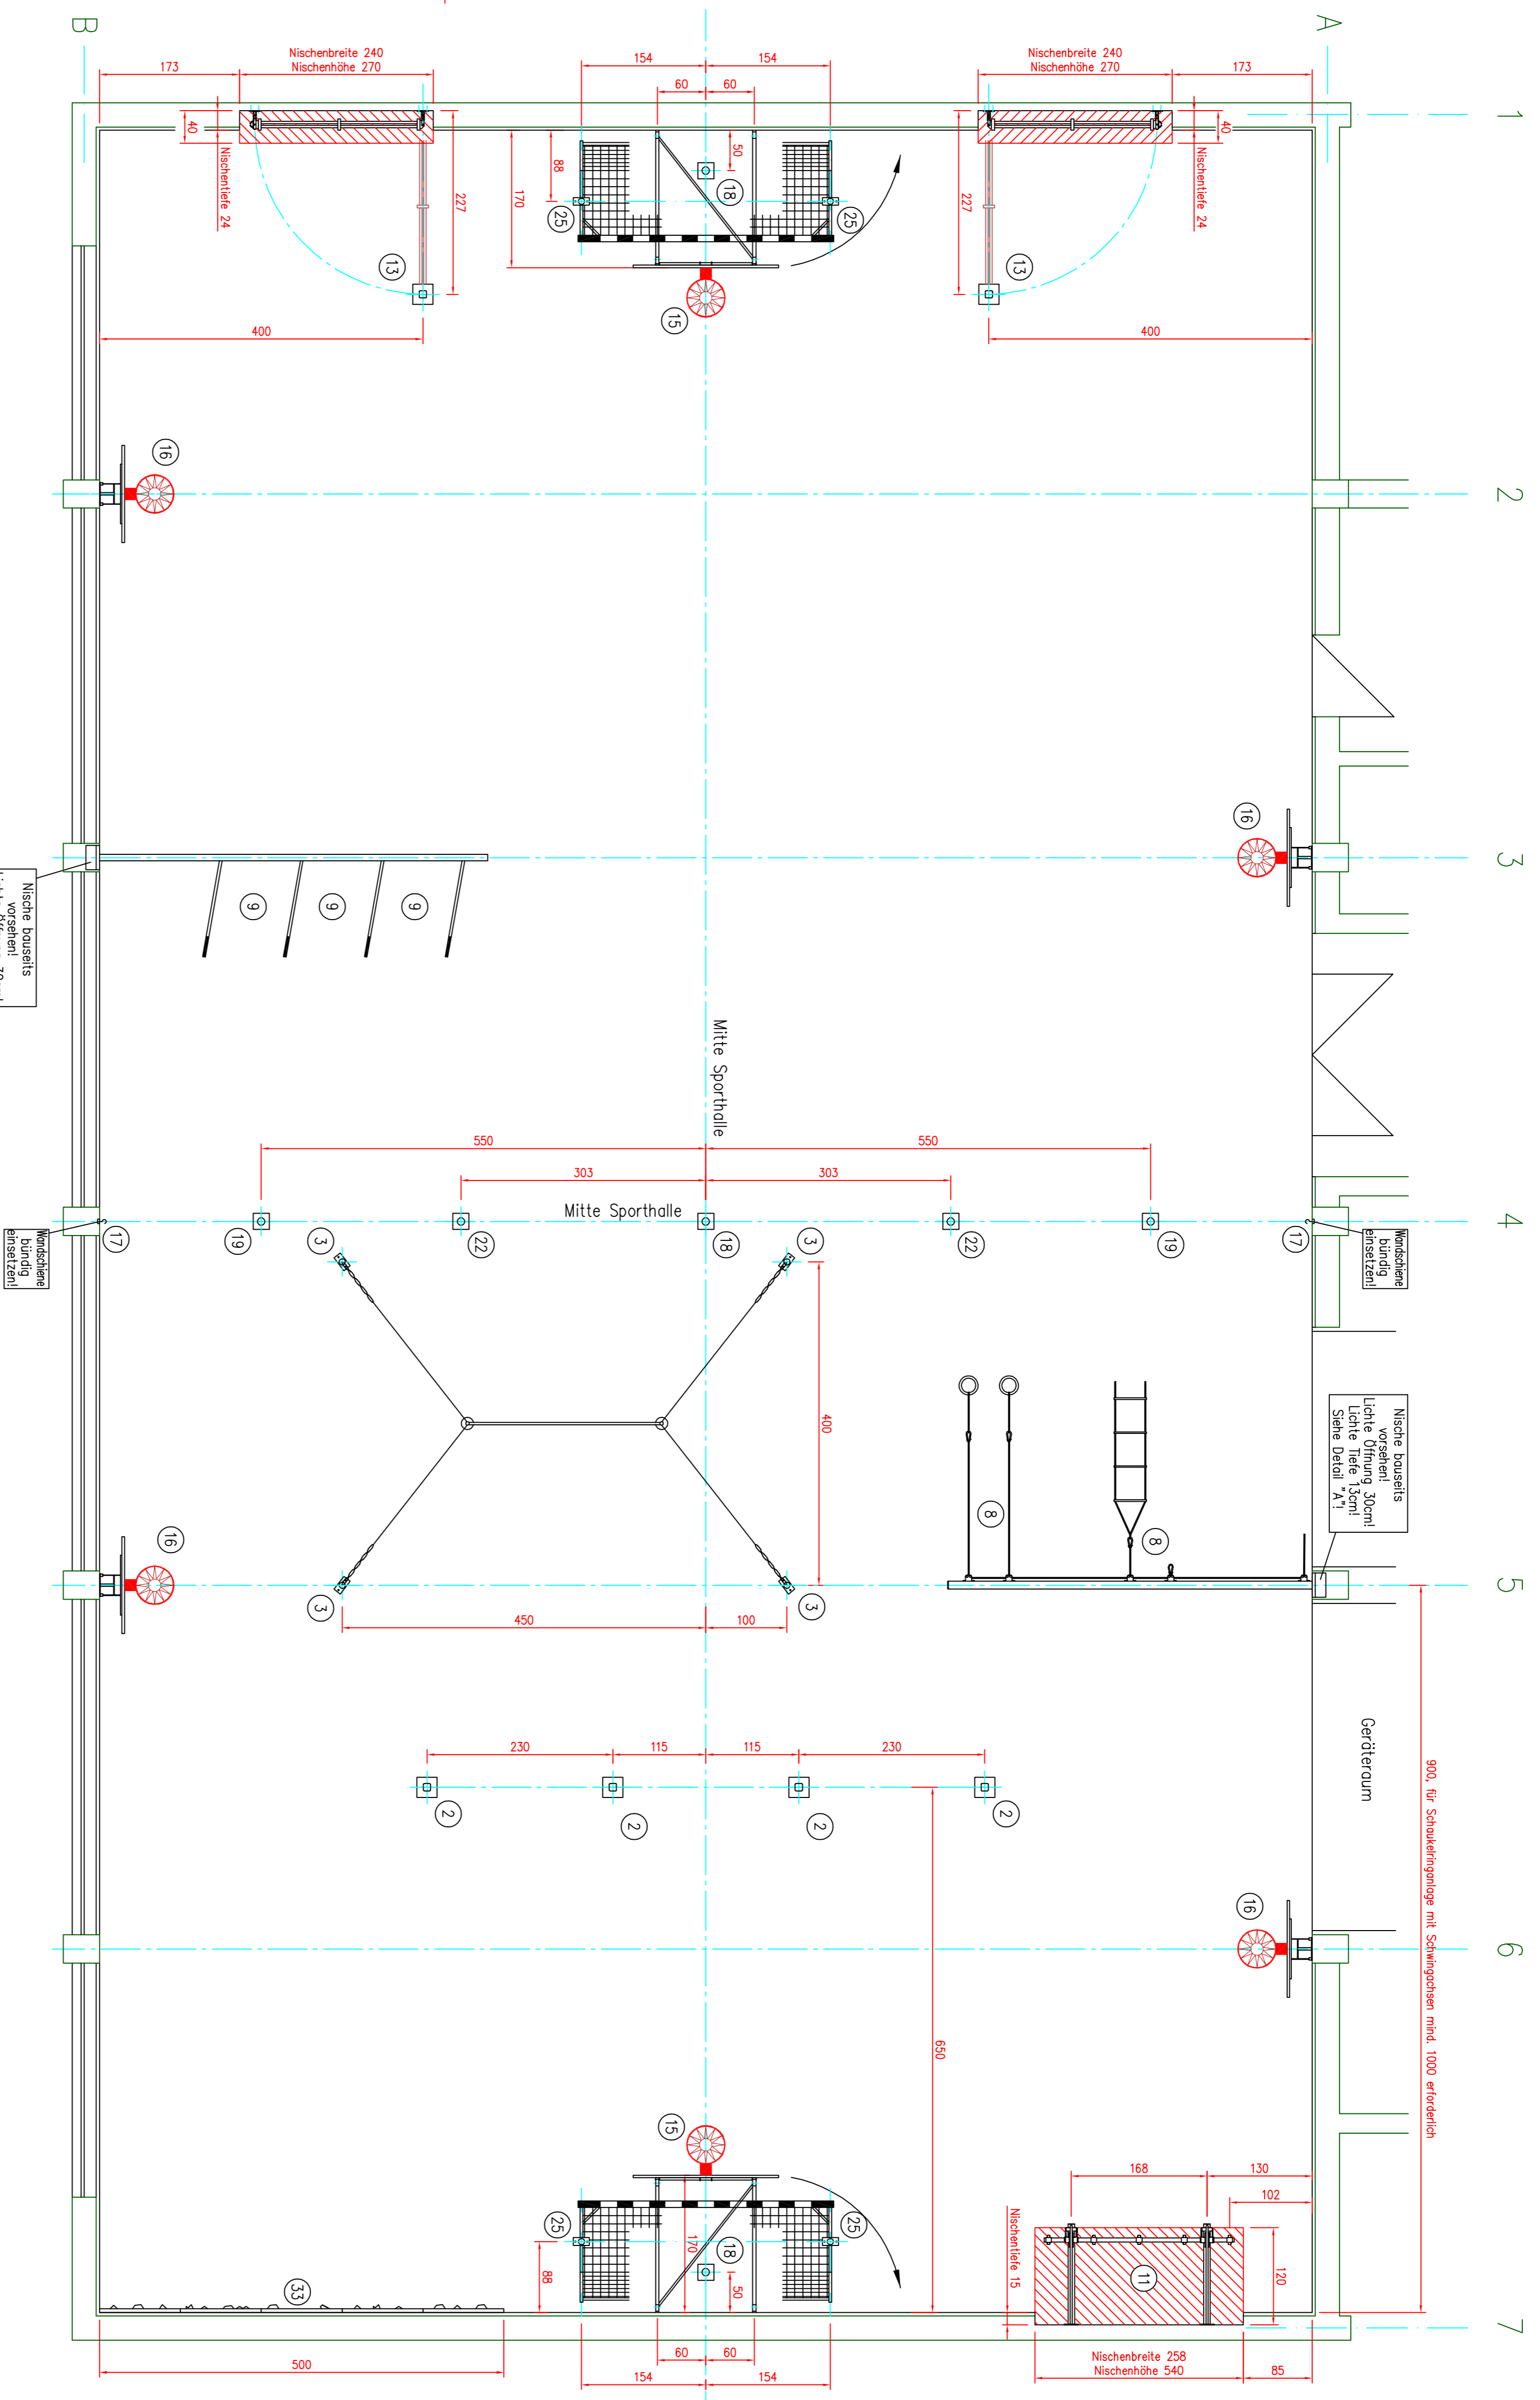 B
A
1
2
3
4
5
6
7
Nischenbreite 240
Nischenhöhe 270
173
154
154
60
60
Nischenbreite 240
Nischenhöhe 270
173
40
Nischentiefe 24
227
88
50
170
18
25
25
227
40
Nischentiefe 24
13
13
15
400
400
16
16
Nische bauseits
vorsehen!
9
9
9
Mitte Sporthalle
550
550
303
303
Mitte Sporthalle
19
22
18
22
19
17
17
3
3
Wandschiene
bündig
einsetzen!
Wandschiene
bündig
einsetzen!
400
8
8
Nische bauseits
vorsehen!
Lichte Öffnung 30cm!
Lichte Tiefe 13cm!
Siehe Detail "A"!
16
3
3
450
100
Geräteraum
900, für Schaukelringanlage mit Schwingachsen mind. 1000 erforderlich
230
115
115
230
2
2
2
2
650
16
15
168
130
102
Nischentiefe 15
11
120
25
25
18
170
50
88
33
500
60
60
154
154
Nischenbreite 258
Nischenhöhe 540
85